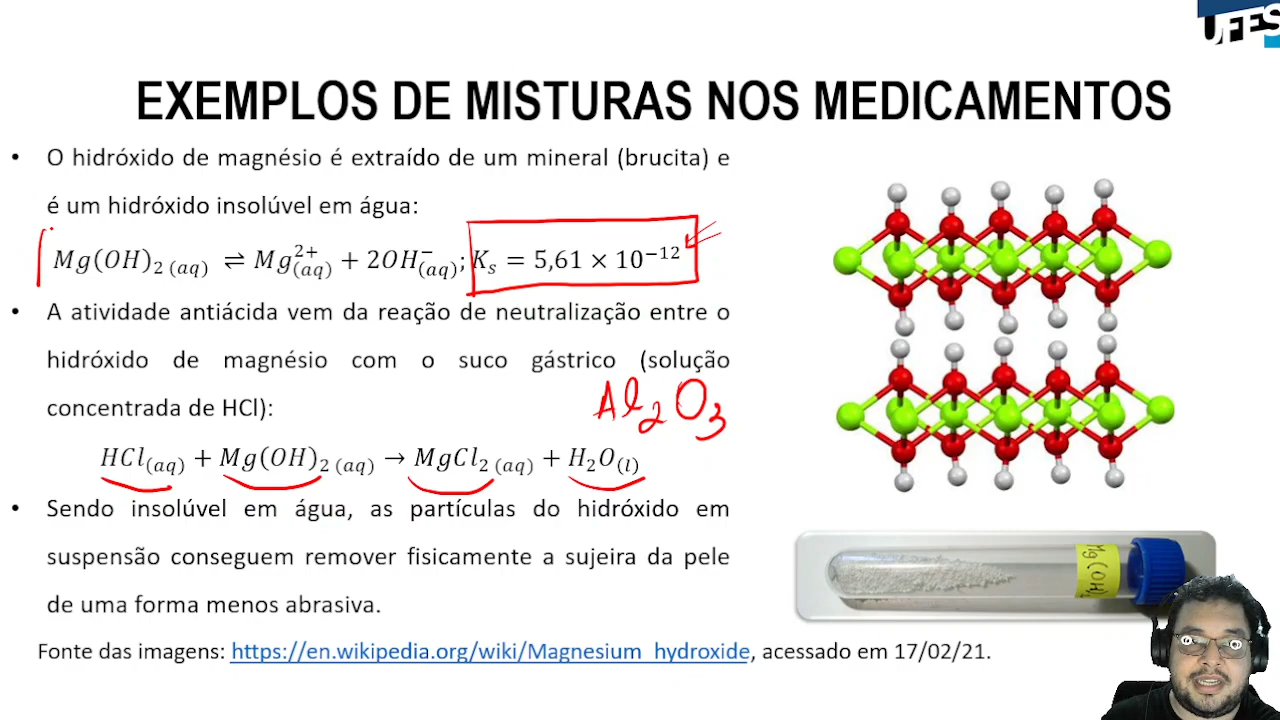 UFES
EXEMPLOS DE MISTURAS NOS MEDICAMENTOS
• O hidróxido de magnésio é extraído de um mineral (brucita) e
é um hidróxido insolúvel em água:
Mg(OH)₂ (aq) ⇌ Mg²⁺(aq) + 2OH⁻(aq); Kₛ = 5,61 × 10⁻¹²
• A atividade antiácida vem da reação de neutralização entre o
hidróxido de magnésio com o suco gástrico (solução
concentrada de HCl):
Al₂O₃
HCl(aq) + Mg(OH)₂ (aq) → MgCl₂ (aq) + H₂O(l)
• Sendo insolúvel em água, as partículas do hidróxido em
suspensão conseguem remover fisicamente a sujeira da pele
de uma forma menos abrasiva.
Mg(OH)₂
Fonte das imagens: https://en.wikipedia.org/wiki/Magnesium_hydroxide, acessado em 17/02/21.